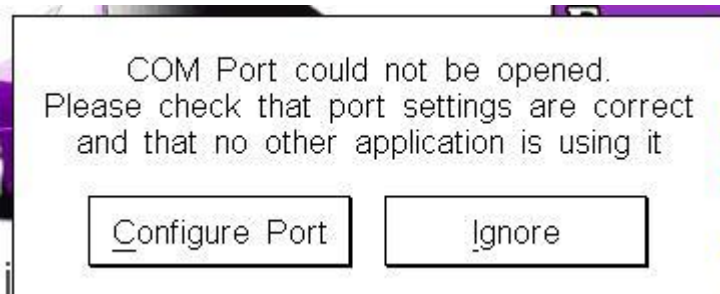 COM Port could not be opened.
Please check that port settings are correct
and that no other application is using it
Configure Port
Ignore